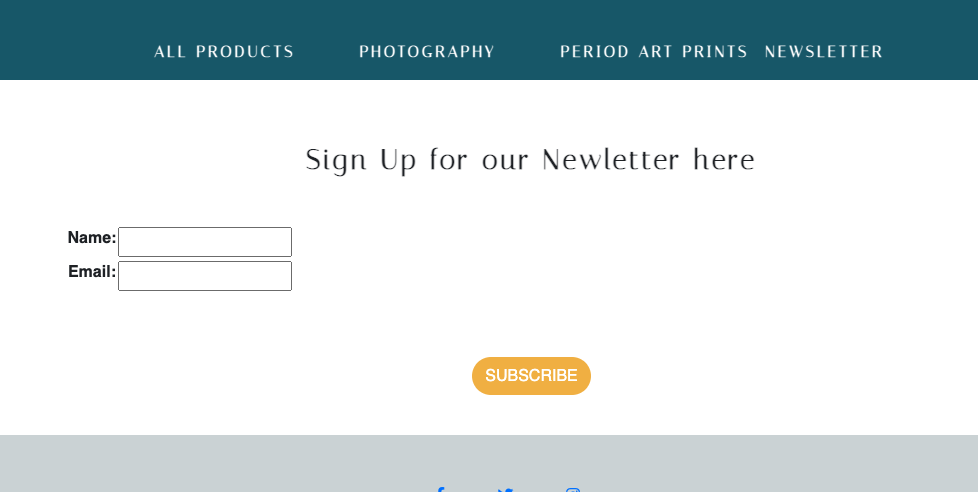 ALL PRODUCTS PHOTOGRAPHY PERIOD ART PRINTS NEWSLETTER
Sign Up for our Newletter here
Name:
Email:
SUBSCRIBE